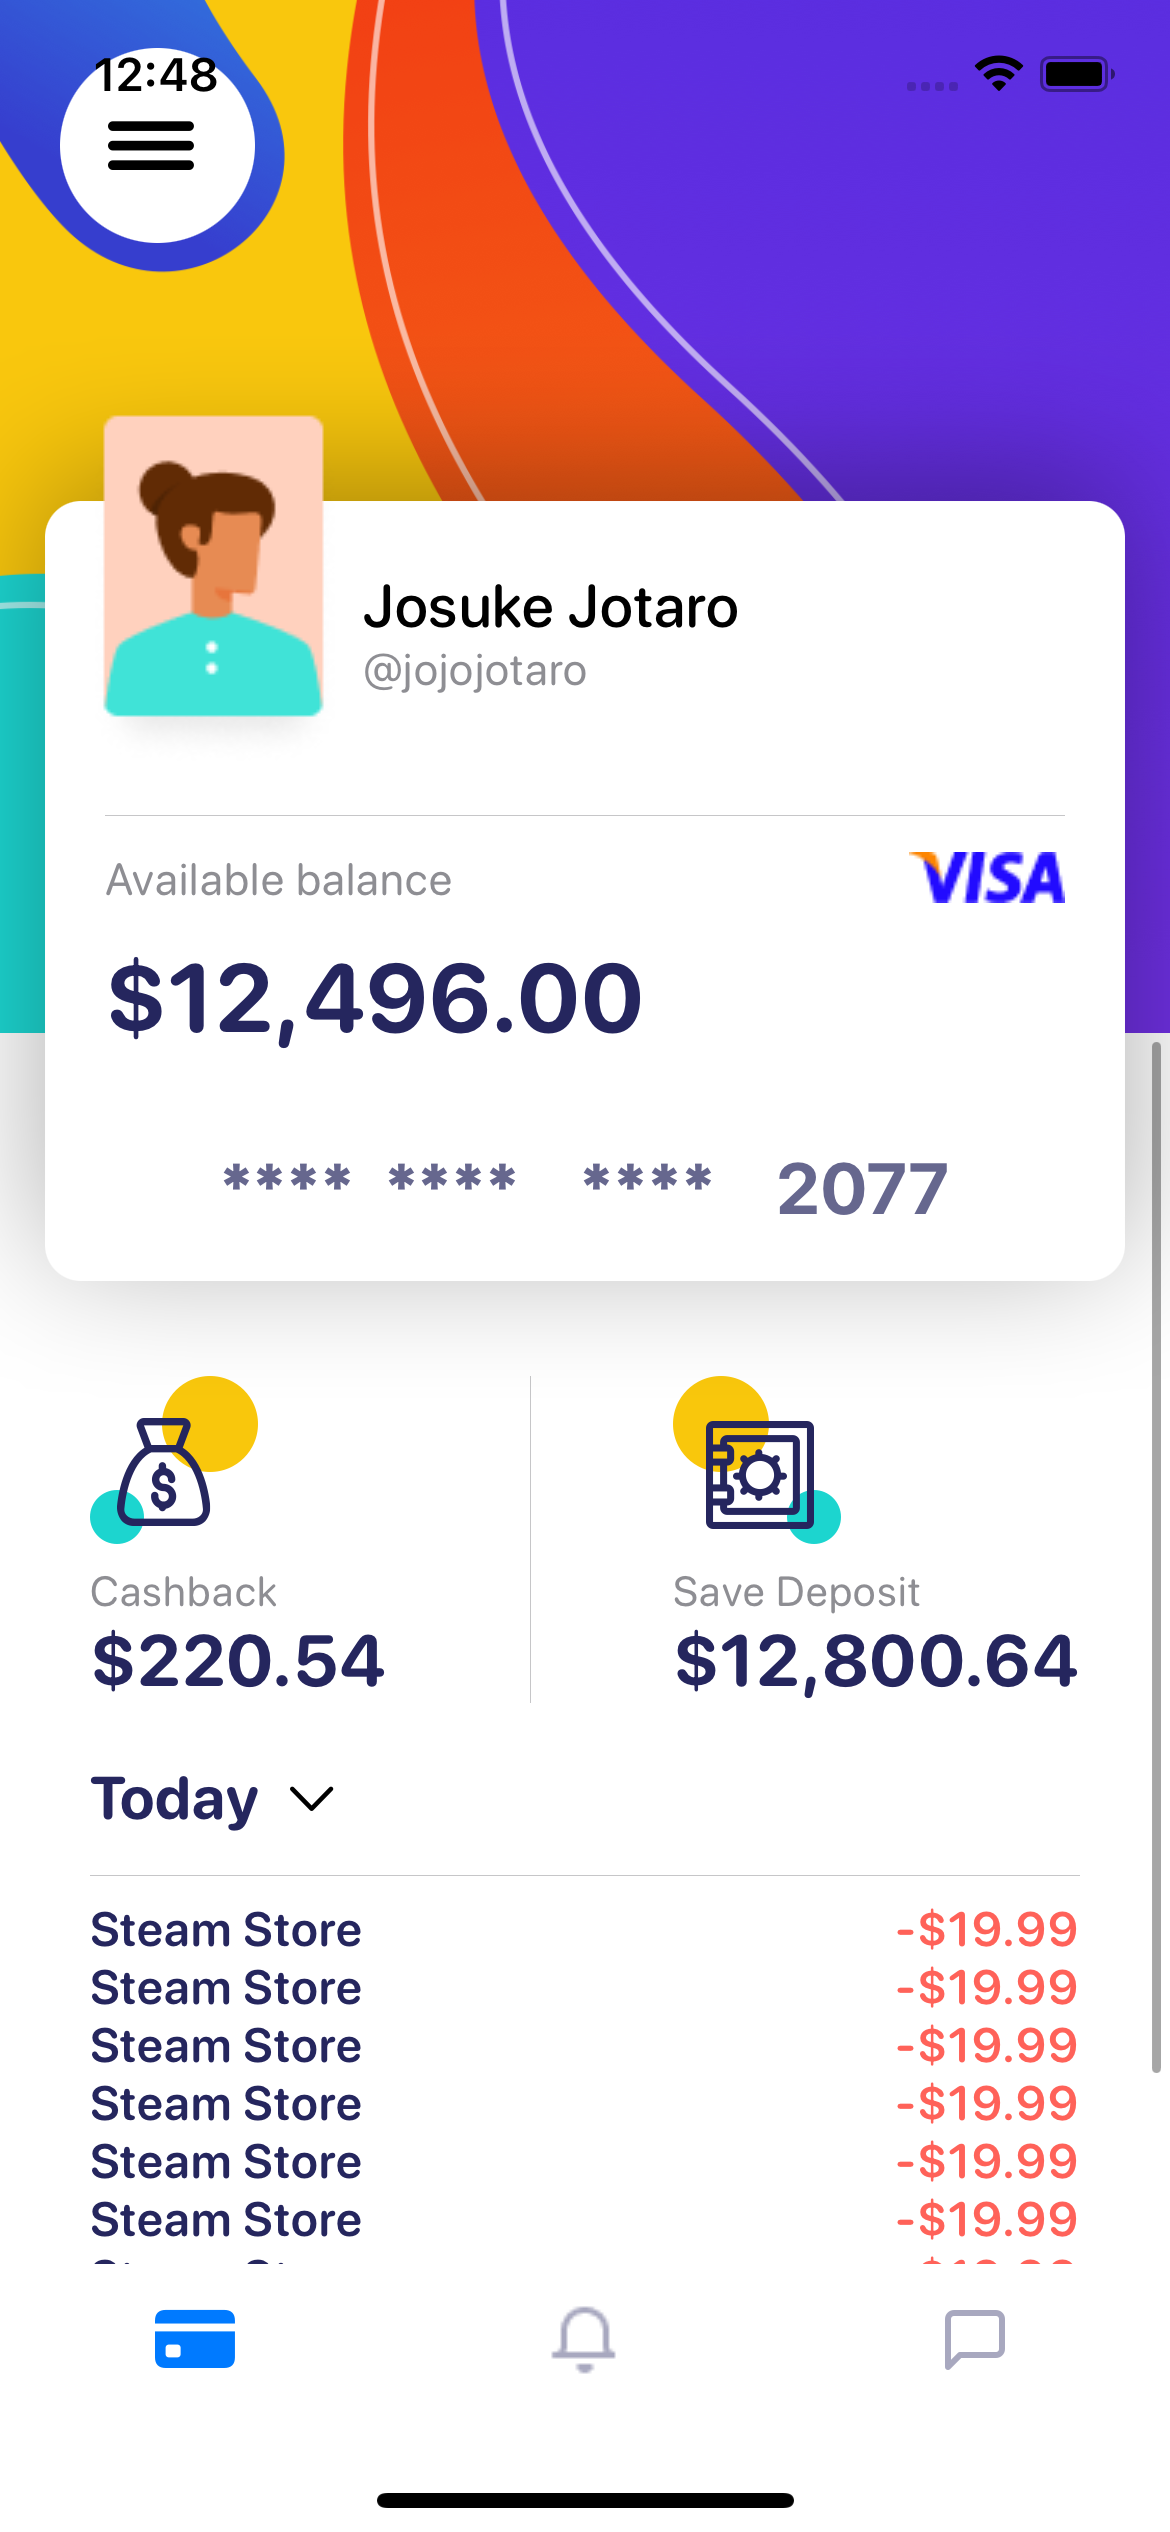 12:48
Josuke Jotaro
@jojojotaro
Available balance
VISA
$12,496.00
**** **** **** 2077
Cashback
$220.54
Save Deposit
$12,800.64
Today
Steam Store -$19.99
Steam Store -$19.99
Steam Store -$19.99
Steam Store -$19.99
Steam Store -$19.99
Steam Store -$19.99